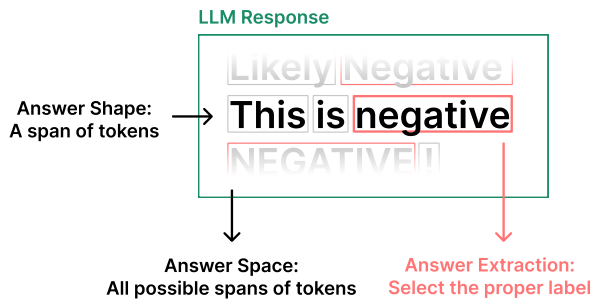 LLM Response
Likely Negative
Answer Shape:
A span of tokens
This is negative
NEGATIVE !
Answer Space:
All possible spans of tokens
Answer Extraction:
Select the proper label